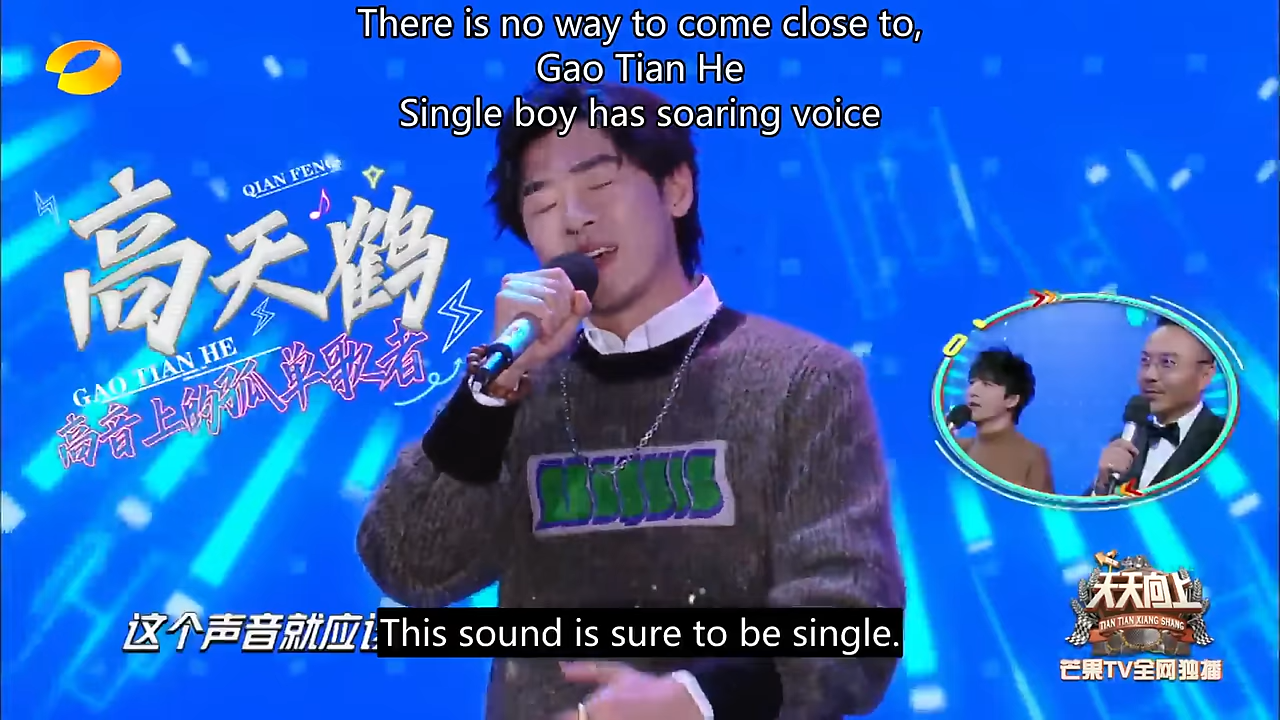 There is no way to come close to,
Gao Tian He
Single boy has soaring voice
QIAN FENG
高天鹤
GAO TIAN HE
高音上的孤单歌者
天天向上
TIAN TIAN XIANG SHANG
芒果TV全网独播
这个声音就应该
This sound is sure to be single.